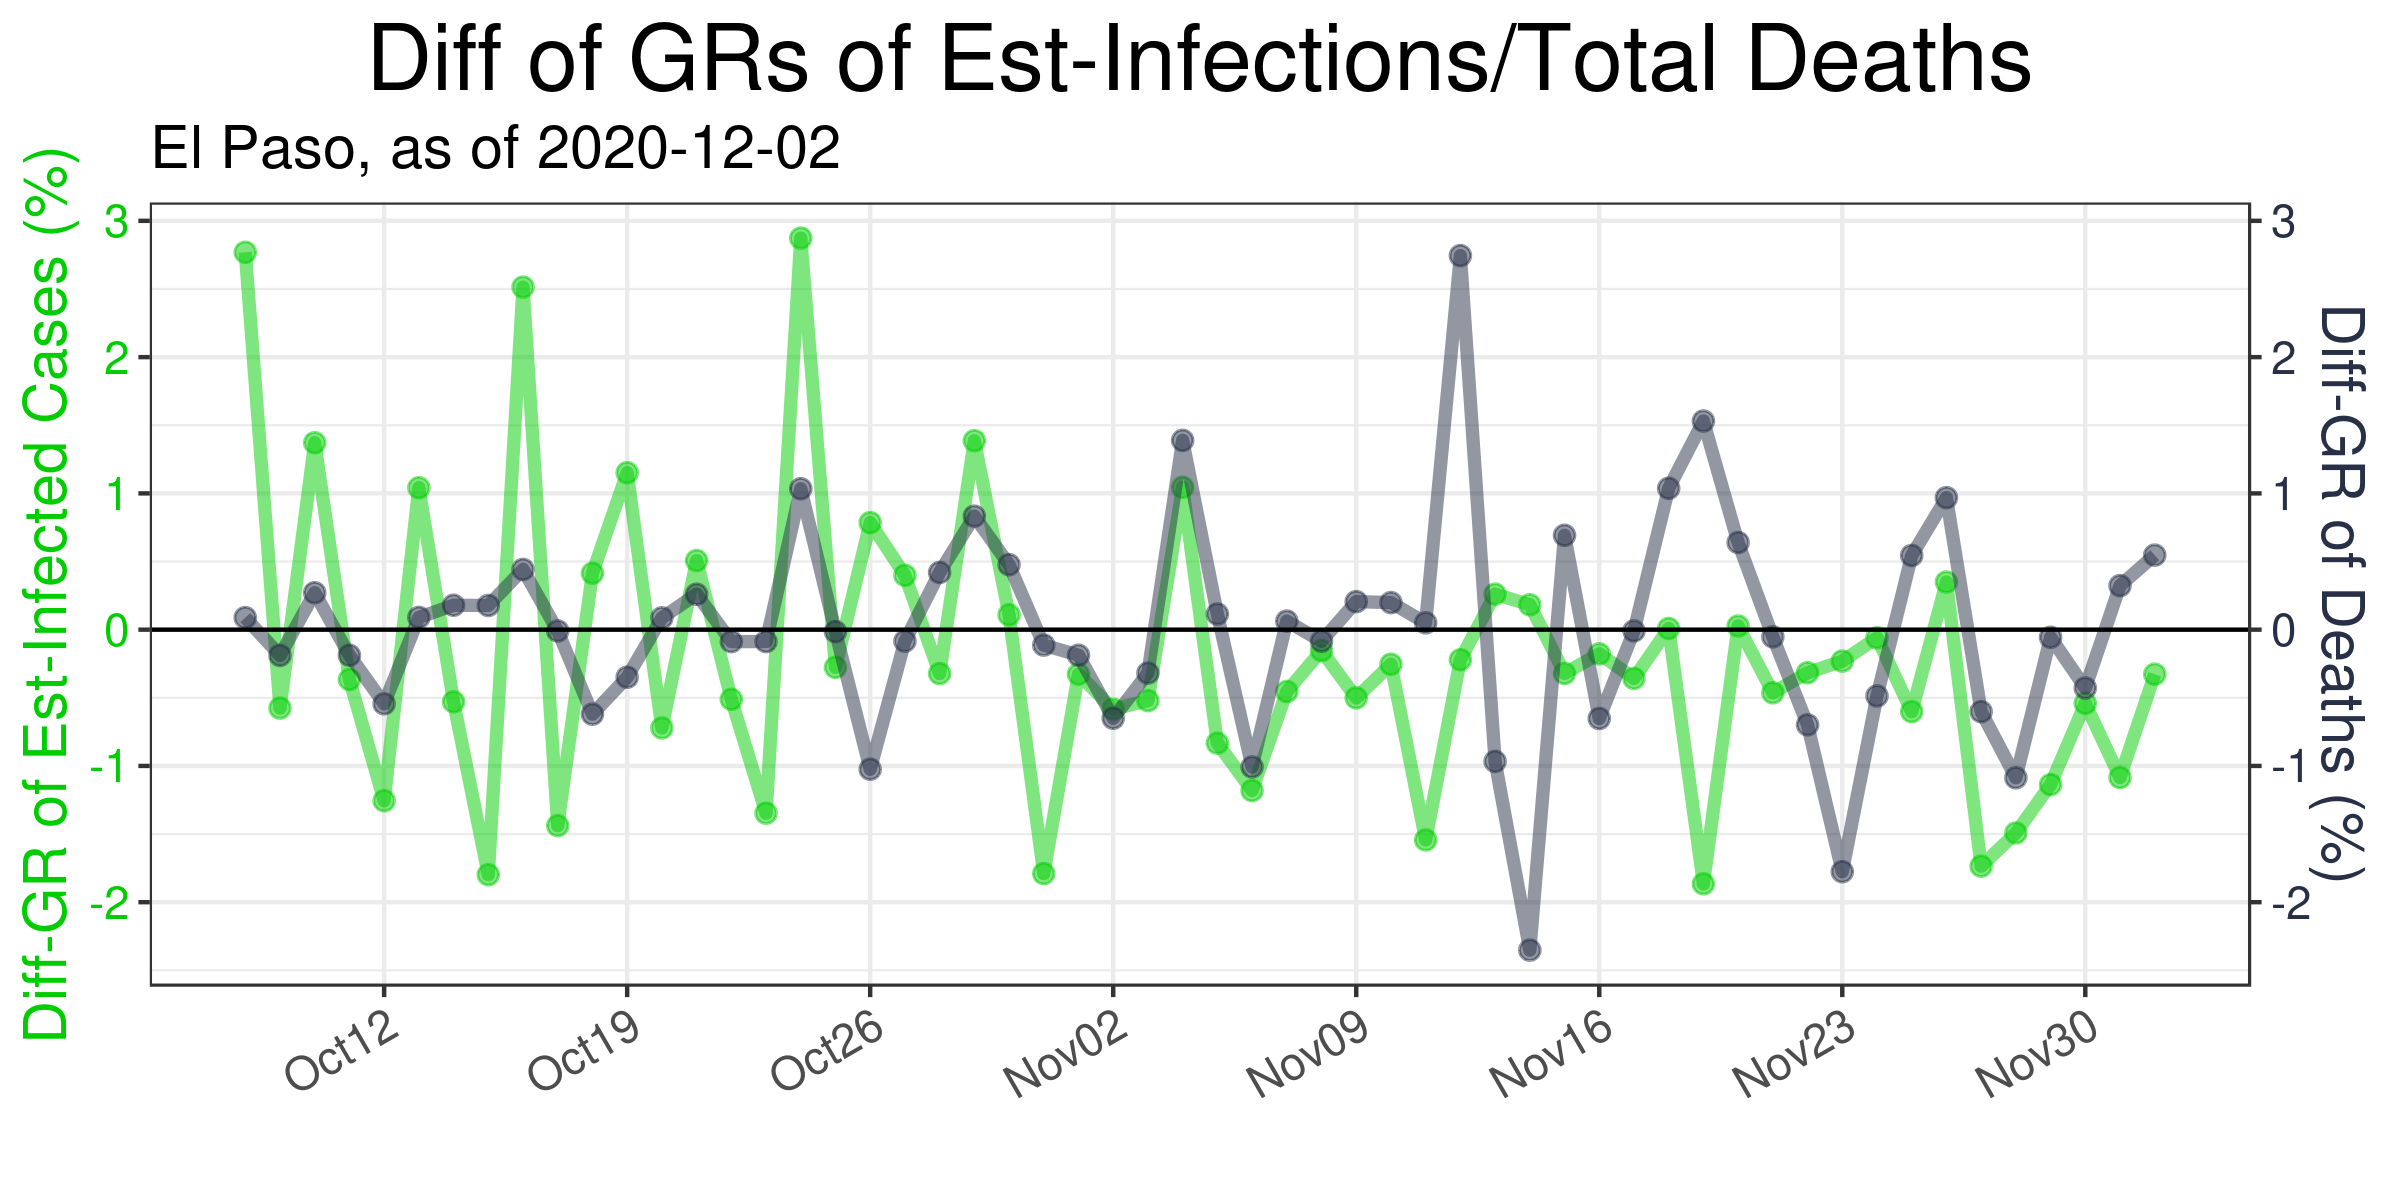 Diff of GRs of Est-Infections/Total Deaths
El Paso, as of 2020-12-02
Diff-GR of Est-Infected Cases (%)
3
2
1
0
-1
-2
3
2
1
0
-1
-2
Diff-GR of Deaths (%)
Oct12
Oct19
Oct26
Nov02
Nov09
Nov16
Nov23
Nov30